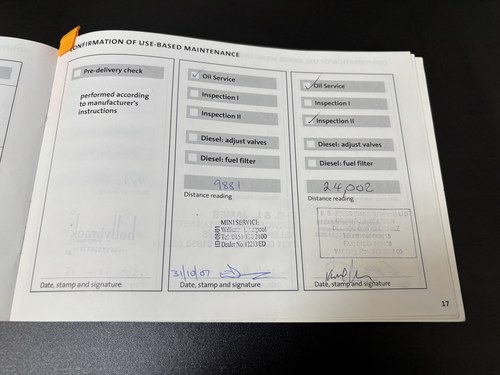 CONFIRMATION OF USE-BASED MAINTENANCE
Pre-delivery check
performed according
to manufacturer's
instructions
Oil Service
Inspection I
Inspection II
Diesel: adjust valves
Diesel: fuel filter
9881
Distance reading
MINI SERVICE
31/10/07
Date, stamp and signature
Oil Service
Inspection I
Inspection II
Diesel: adjust valves
Diesel: fuel filter
24,002
Distance reading
Date, stamp and signature
Date, stamp and signature
17